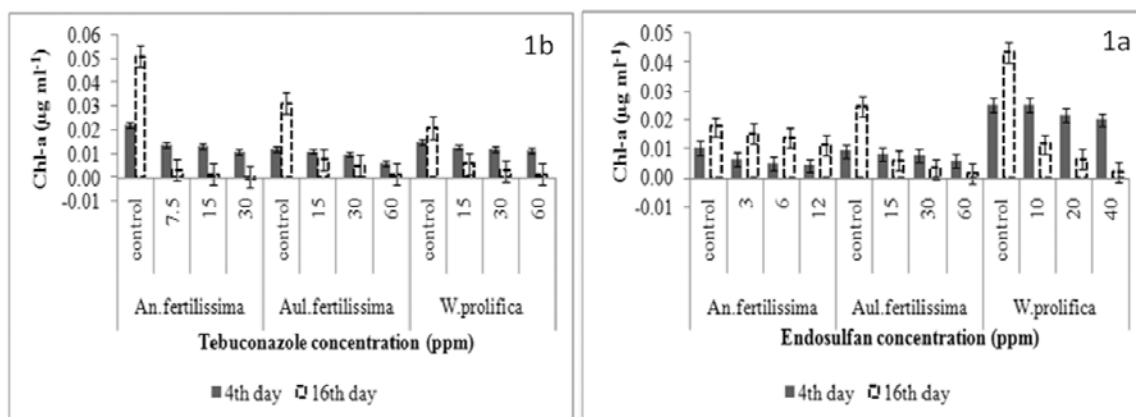 1b
Chl-a (µg ml-1)
0.06
0.05
0.04
0.03
0.02
0.01
0.00
-0.01
control 7.5 15 30 control 15 30 60 control 15 30 60
An.fertilissima Aul.fertilissima W.prolifica
Tebuconazole concentration (ppm)
4th day 16th day
1a
Chl-a (µg ml-1)
0.05
0.04
0.03
0.02
0.01
0.00
-0.01
control 3 6 12 control 15 30 60 control 10 20 40
An.fertilissima Aul.fertilissima W.prolifica
Endosulfan concentration (ppm)
4th day 16th day